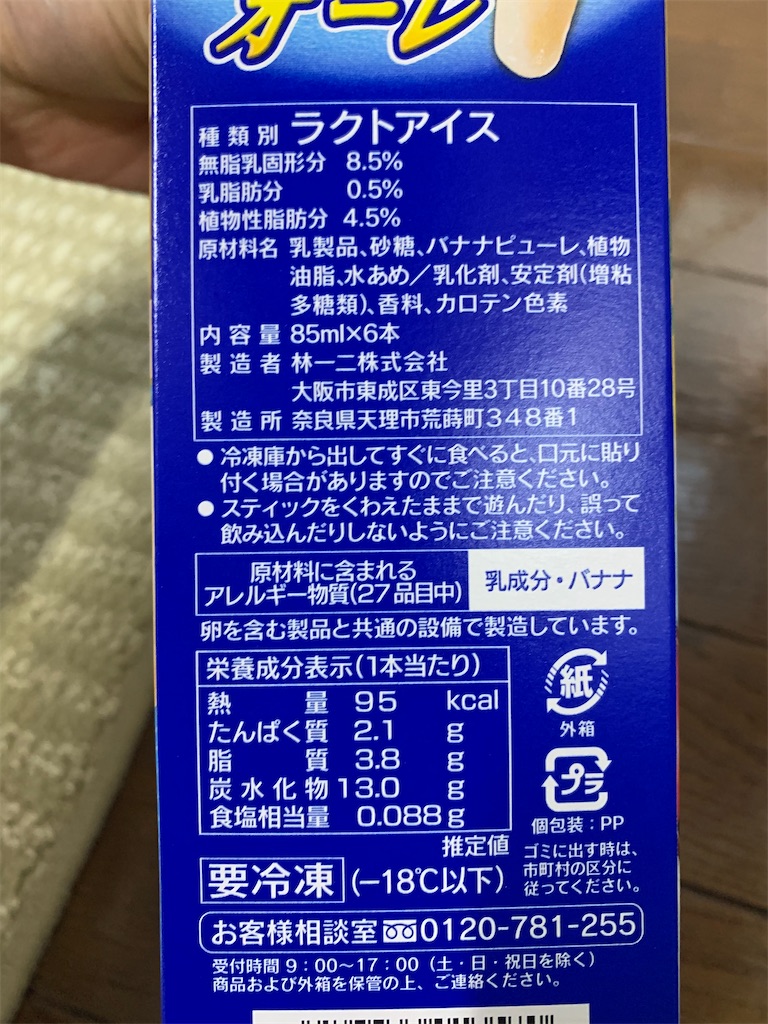 オーレ
種類別 ラクトアイス
無脂乳固形分 8.5%
乳脂肪分 0.5%
植物性脂肪分 4.5%
原材料名 乳製品、砂糖、バナナピューレ、植物
油脂、水あめ/乳化剤、安定剤(増粘
多糖類)、香料、カロテン色素
内容量 85ml×6本
製造者 林一二株式会社
大阪市東成区東今里3丁目10番28号
製造所 奈良県天理市荒蒔町348番1
●冷凍庫から出してすぐに食べると、口元に貼り
付く場合がありますのでご注意ください。
●スティックをくわえたままで遊んだり、誤って
飲み込んだりしないようにご注意ください。
原材料に含まれる
アレルギー物質(27品目中) 乳成分・バナナ
卵を含む製品と共通の設備で製造しています。
栄養成分表示(1本当たり)
熱量 95 kcal
たんぱく質 2.1 g
脂質 3.8 g
炭水化物 13.0 g
食塩相当量 0.088 g
推定値
紙
外箱
プラ
個包装:PP
ゴミに出す時は、
市町村の区分に
従ってください。
要冷凍 (−18℃以下)
お客様相談室 0120-781-255
受付時間 9:00〜17:00 (土・日・祝日を除く)
商品および外箱を保管の上、ご連絡ください。